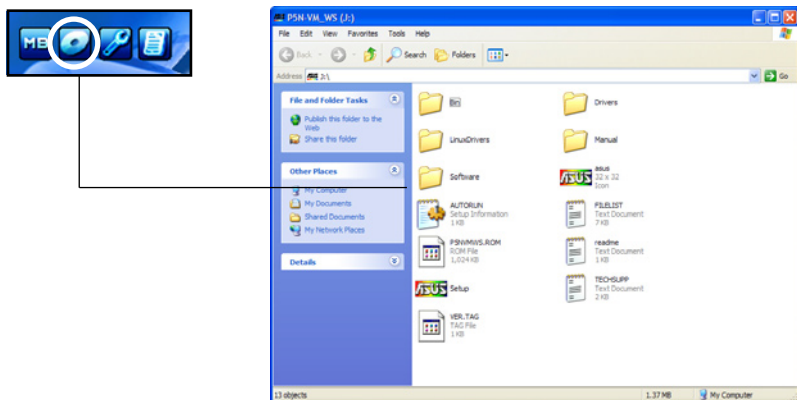 MB
P5N-VM_WS (J:)
File Edit View Favorites Tools Help
Back Search Folders
Address J:\ Go
File and Folder Tasks
Publish this folder to the
Web
Share this folder
Other Places
My Computer
My Documents
Shared Documents
My Network Places
Details
Bin
Drivers
LinuxDrivers
Manual
Software
ASUS
asus
32 x 32
Icon
AUTORUN
Setup Information
1 KB
FILELIST
Text Document
7 KB
P5NVMWS.ROM
ROM File
1,024 KB
readme
Text Document
1 KB
ASUS
Setup
TECHSUPP
Text Document
2 KB
VER.TAG
TAG File
1 KB
13 objects 1.37 MB My Computer